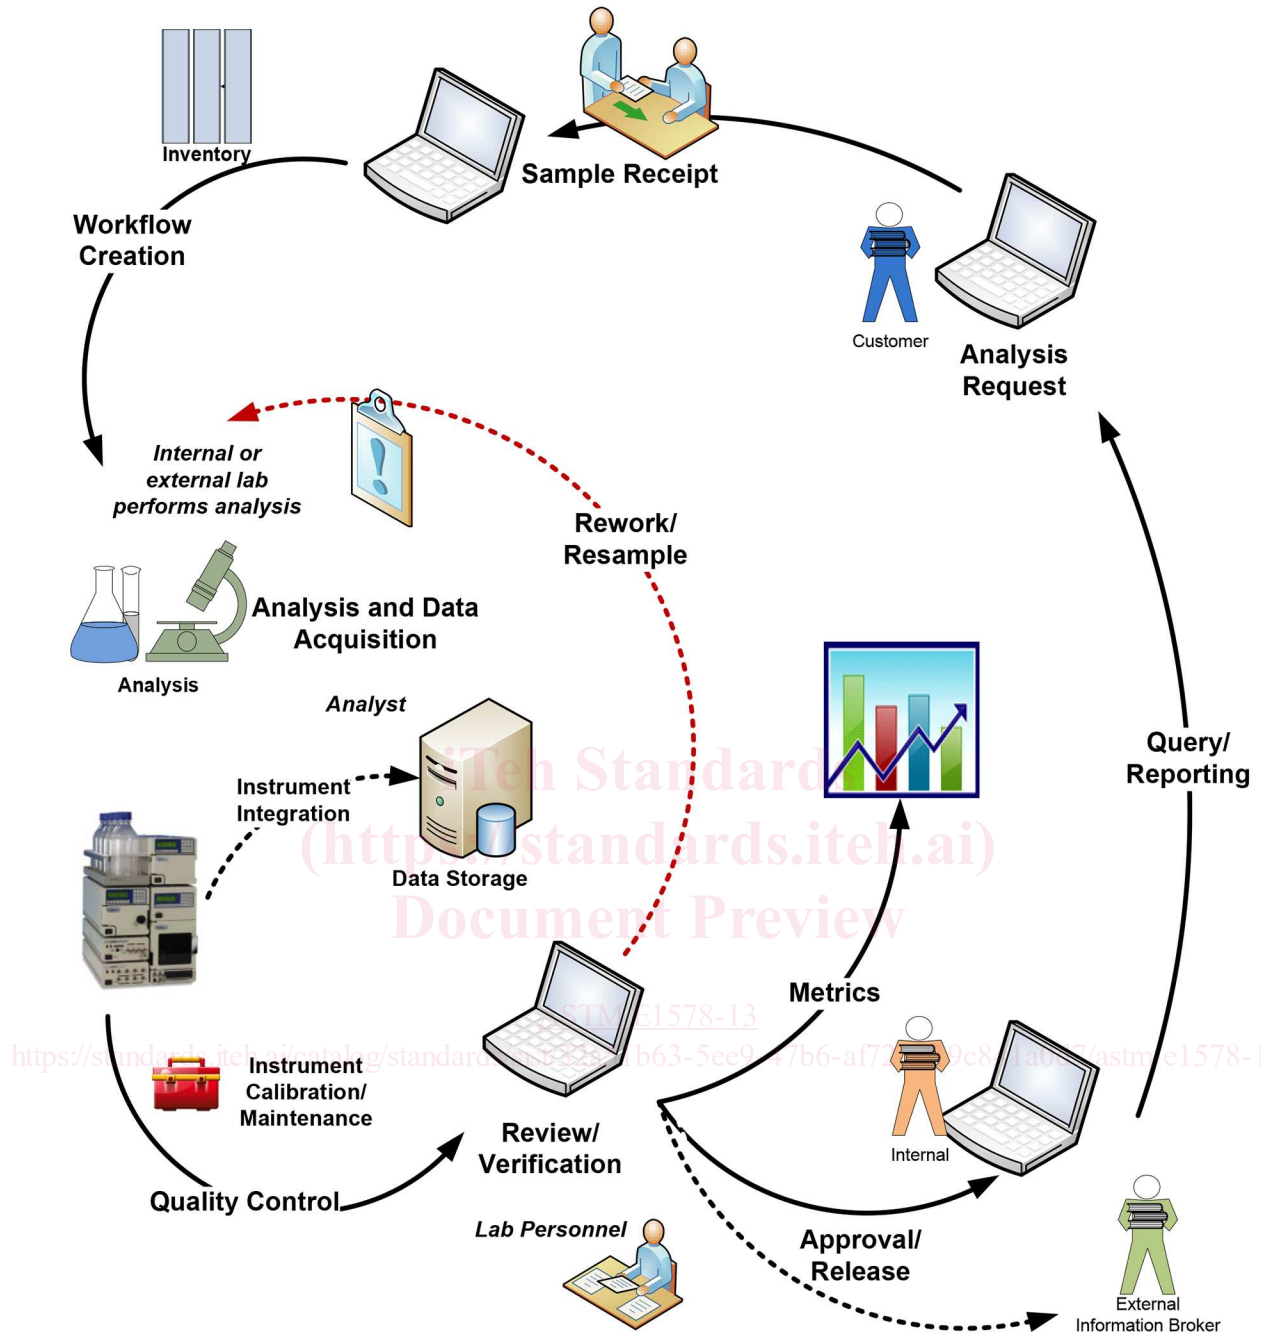 Inventory
Sample Receipt
Workflow
Creation
Customer
Analysis
Request
Internal or
external lab
performs analysis
Rework/
Resample
Analysis and Data
Acquisition
Analysis
Analyst
Instrument
Integration
Data Storage
Query/
Reporting
iTeh Standards
(https://standards.iteh.ai)
Document Preview
Metrics
ASTM E1578-13
Instrument
Calibration/
Maintenance
Review/
Verification
Internal
Quality Control
Lab Personnel
Approval/
Release
External
Information Broker